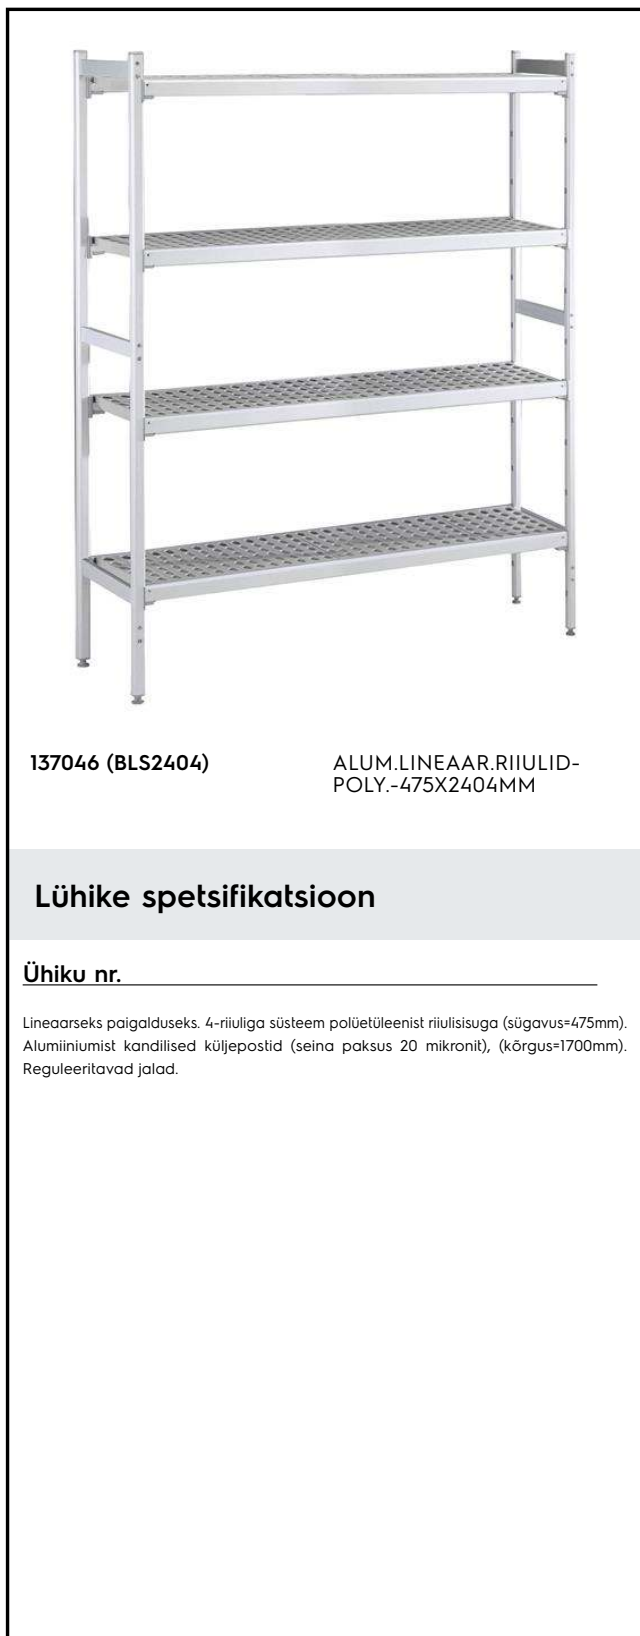 137046 (BLS2404)
ALUM.LINEAAR.RIIULID-
POLY.-475X2404MM
Lühike spetsifikatsioon
Ühiku nr.
Lineaarseks paigalduseks. 4-riiuliga süsteem polüetüleenist riiulisisuga (sügavus=475mm).
Alumiiniumist kandilised küljepostid (seina paksus 20 mikronit), (kõrgus=1700mm).
Reguleeritavad jalad.